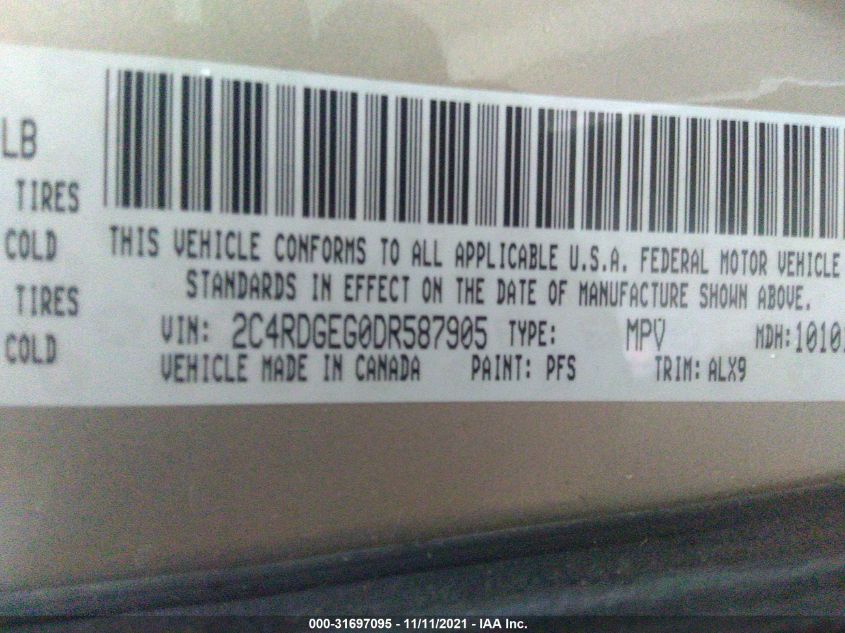 LB
TIRES
COLD
TIRES
COLD
THIS VEHICLE CONFORMS TO ALL APPLICABLE U.S.A. FEDERAL MOTOR VEHICLE
STANDARDS IN EFFECT ON THE DATE OF MANUFACTURE SHOWN ABOVE.
VIN: 2C4RDGEG0DR587905 TYPE: MPV MDH: 10101
VEHICLE MADE IN CANADA PAINT: PFS TRIM: ALX9
000-31697095 - 11/11/2021 - IAA Inc.